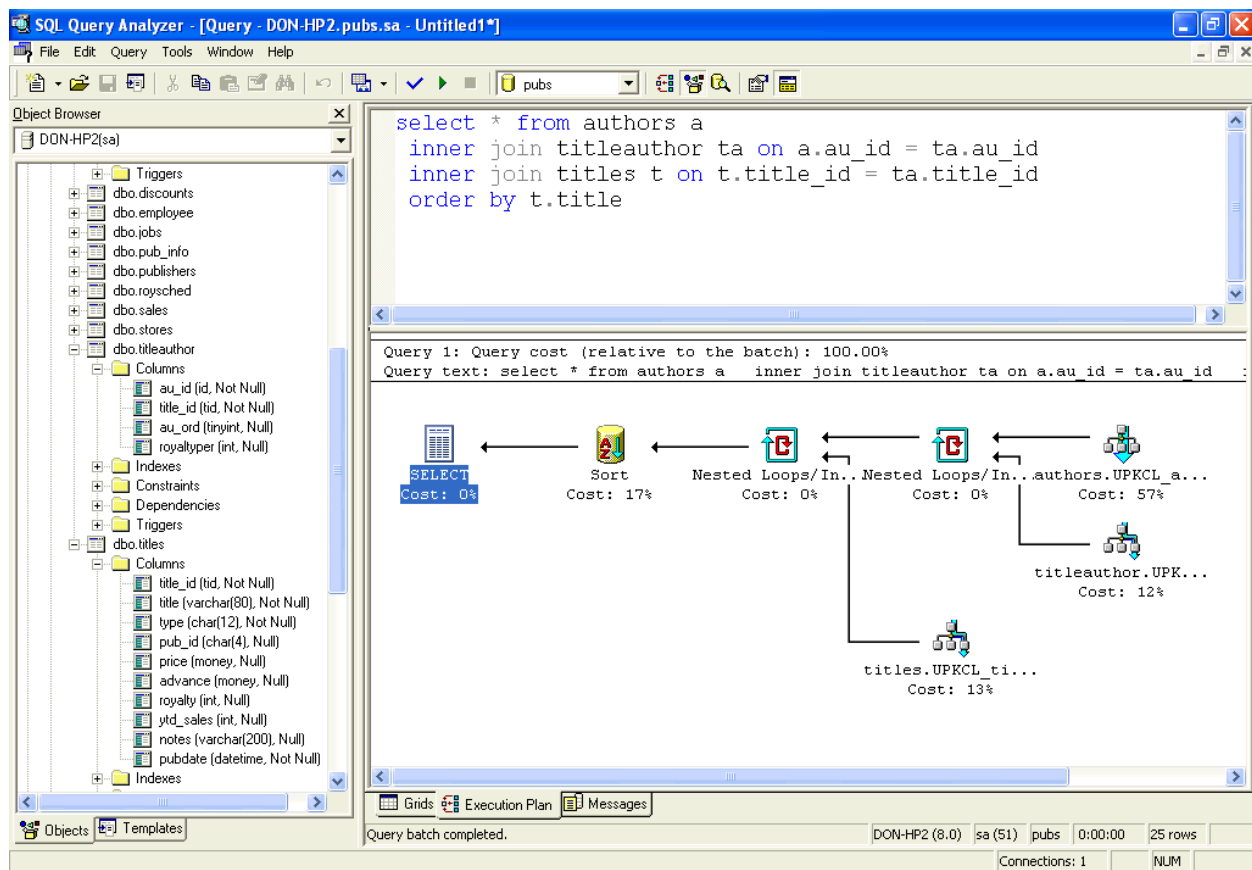 SQL Query Analyzer - [Query - DON-HP2.pubs.sa - Untitled1*]
File Edit Query Tools Window Help
pubs
Object Browser
DON-HP2(sa)
Triggers
dbo.discounts
dbo.employee
dbo.jobs
dbo.pub_info
dbo.publishers
dbo.roysched
dbo.sales
dbo.stores
dbo.titleauthor
Columns
au_id (id, Not Null)
title_id (tid, Not Null)
au_ord (tinyint, Null)
royaltyper (int, Null)
Indexes
Constraints
Dependencies
Triggers
dbo.titles
Columns
title_id (tid, Not Null)
title (varchar(80), Not Null)
type (char(12), Not Null)
pub_id (char(4), Null)
price (money, Null)
advance (money, Null)
royalty (int, Null)
ytd_sales (int, Null)
notes (varchar(200), Null)
pubdate (datetime, Not Null)
Indexes
Objects Templates
select * from authors a
inner join titleauthor ta on a.au_id = ta.au_id
inner join titles t on t.title_id = ta.title_id
order by t.title
Query 1: Query cost (relative to the batch): 100.00%
Query text: select * from authors a inner join titleauthor ta on a.au_id = ta.au_id
SELECT
Cost: 0%
Sort
Cost: 17%
Nested Loops/In...
Cost: 0%
Nested Loops/In...
Cost: 0%
authors.UPKCL_a...
Cost: 57%
titleauthor.UPK...
Cost: 12%
titles.UPKCL_ti...
Cost: 13%
Grids Execution Plan Messages
Query batch completed. DON-HP2 (8.0) sa (51) pubs 0:00:00 25 rows
Connections: 1 NUM